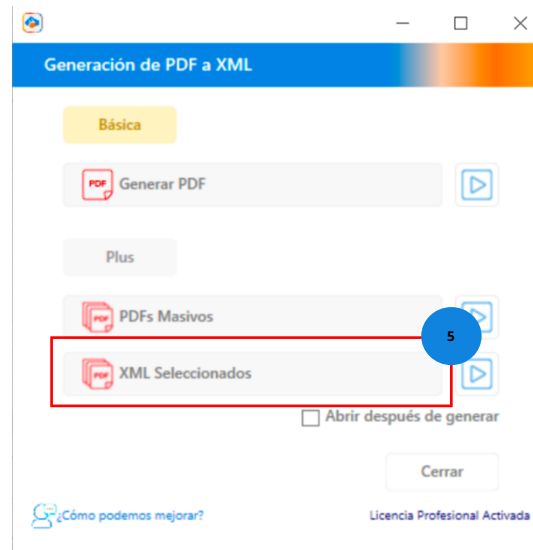 Generación de PDF a XML
Básica
PDF Generar PDF
Plus
PDF PDFs Masivos
5
PDF XML Seleccionados
Abrir después de generar
Cerrar
¿Cómo podemos mejorar?
Licencia Profesional Activada